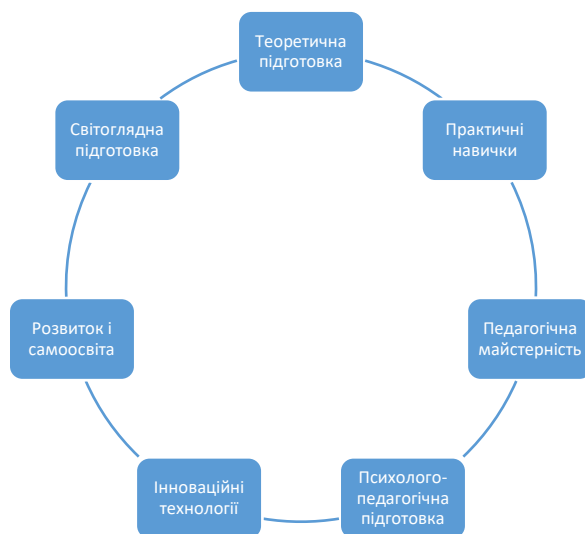 Теоретична
підготовка
Практичні
навички
Педагогічна
майстерність
Психолого-
педагогічна
підготовка
Інноваційні
технології
Розвиток і
самоосвіта
Світоглядна
підготовка